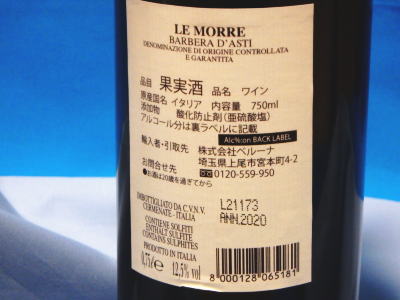 LE MORRE
BARBERA D'ASTI
DENOMINAZIONE DI ORIGINE CONTROLLATA
E GARANTITA
品目 果実酒 品名 ワイン
原産国名 イタリア 内容量 750ml
添加物 酸化防止剤(亜硫酸塩)
アルコール分は裏ラベルに記載
Alc%:on BACK LABEL
輸入者・引取先 株式会社ベルーナ
埼玉県上尾市宮本町4-2
お問合せ先 0120-559-950
●お酒は20歳を過ぎてから
IMBOTTIGLIATO DA C.V.N.V.
CERMENATE - ITALIA
CONTIENE SOLFITI
ENTHALT SULFITE
CONTAINS SULPHITES
PRODOTTO IN ITALIA
0,75 l e 12,5% vol
L21173
ANN.2020
8 000128 065181